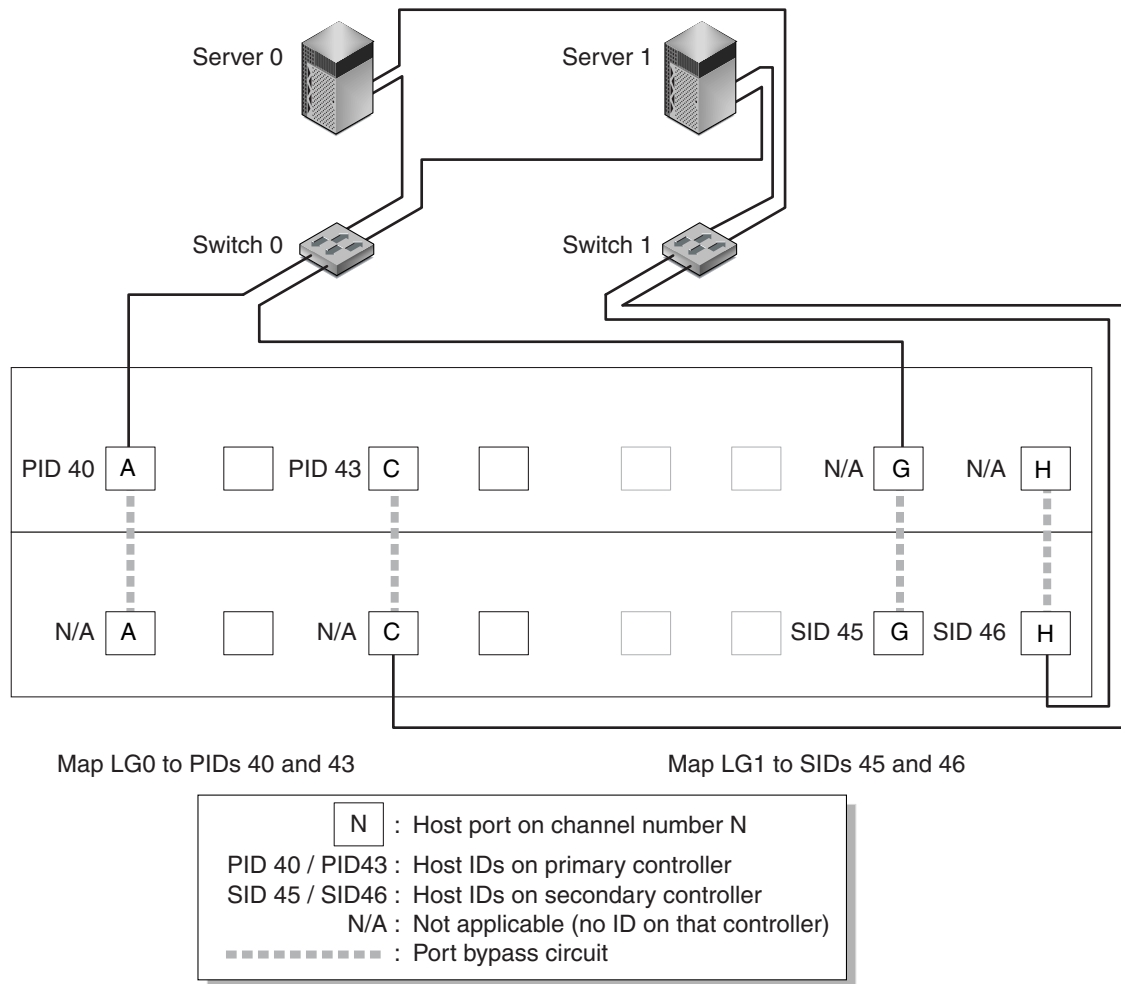 Server 0
Server 1
Switch 0
Switch 1
PID 40 A PID 43 C N/A G N/A H
N/A A N/A C SID 45 G SID 46 H
Map LG0 to PIDs 40 and 43
Map LG1 to SIDs 45 and 46
N : Host port on channel number N
PID 40 / PID43 : Host IDs on primary controller
SID 45 / SID46 : Host IDs on secondary controller
N/A : Not applicable (no ID on that controller)
: Port bypass circuit